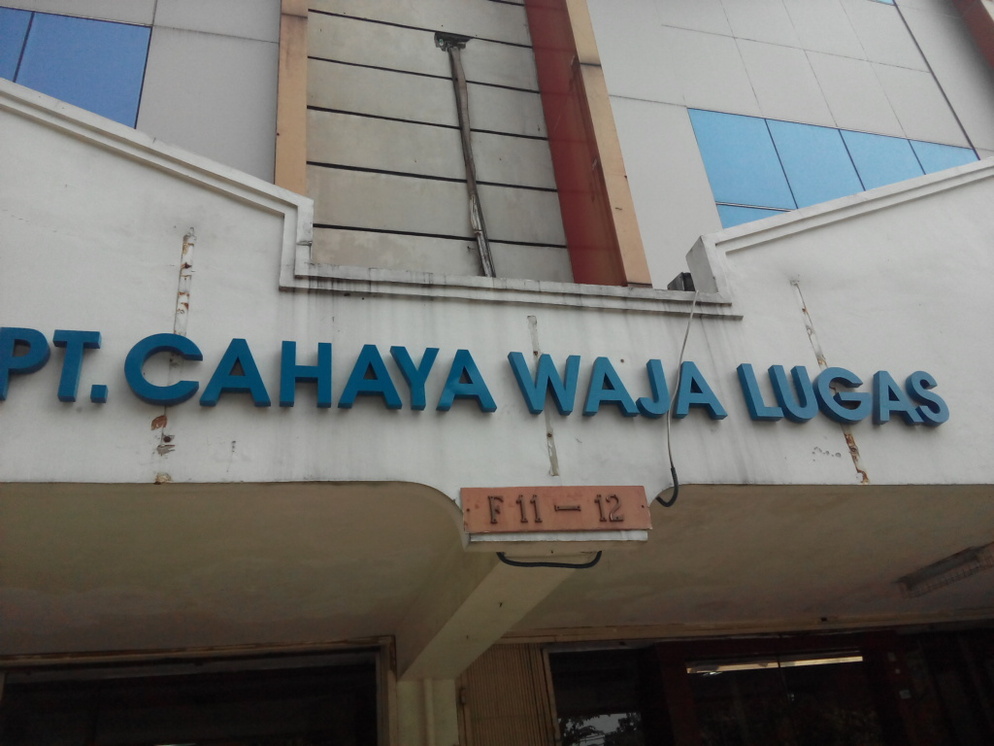 PT. CAHAYA WAJA LUGAS
F 11 - 12